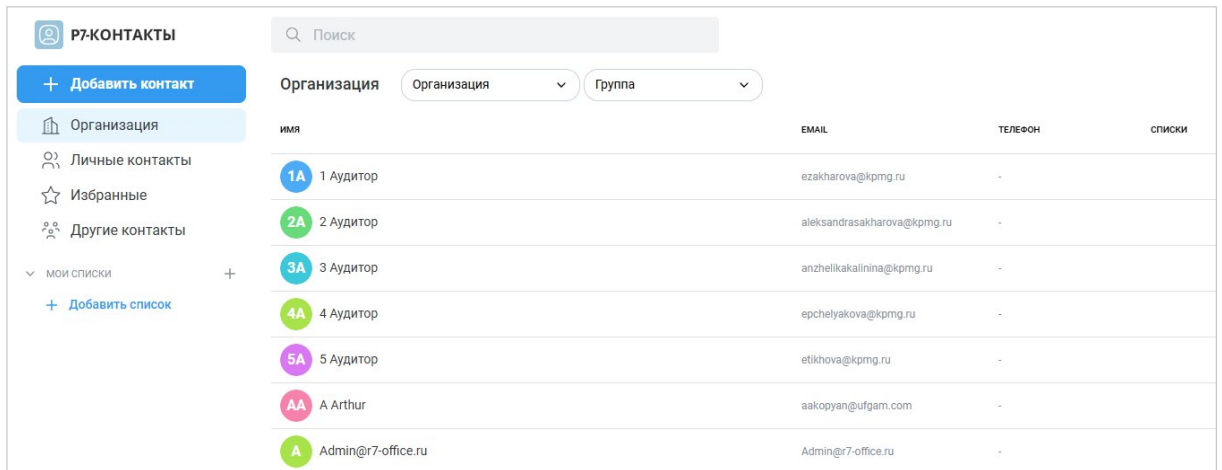 Р7-КОНТАКТЫ
Поиск
+ Добавить контакт
Организация
Личные контакты
Избранные
Другие контакты
МОИ СПИСКИ +
+ Добавить список
Организация Организация Группа
ИМЯ EMAIL ТЕЛЕФОН СПИСКИ
1А 1 Аудитор ezakharova@kpmg.ru -
2А 2 Аудитор aleksandrasakharova@kpmg.ru -
3А 3 Аудитор anzhelikakalinina@kpmg.ru -
4А 4 Аудитор epchelyakova@kpmg.ru -
5А 5 Аудитор etikhova@kpmg.ru -
AA A Arthur aakopyan@ufgam.com -
A Admin@r7-office.ru Admin@r7-office.ru -